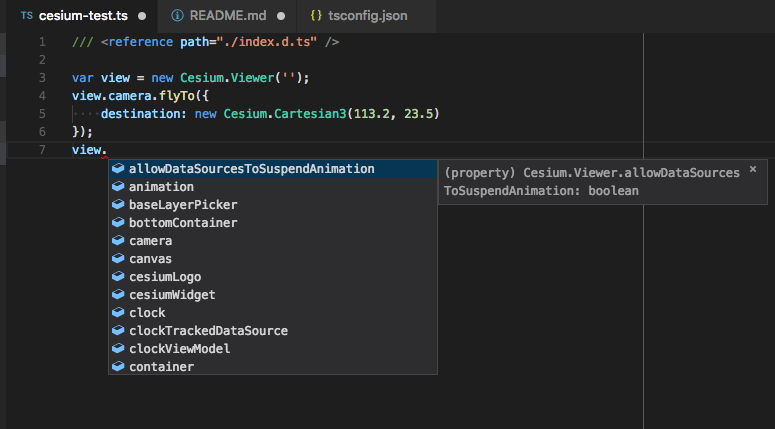 TS cesium-test.ts README.md {} tsconfig.json
1 /// <reference path="./index.d.ts" />
2
3 var view = new Cesium.Viewer('');
4 view.camera.flyTo({
5 ····destination: new Cesium.Cartesian3(113.2, 23.5)
6 });
7 view.
allowDataSourcesToSuspendAnimation
(property) Cesium.Viewer.allowDataSources ×
ToSuspendAnimation: boolean
animation
baseLayerPicker
bottomContainer
camera
canvas
cesiumLogo
cesiumWidget
clock
clockTrackedDataSource
clockViewModel
container